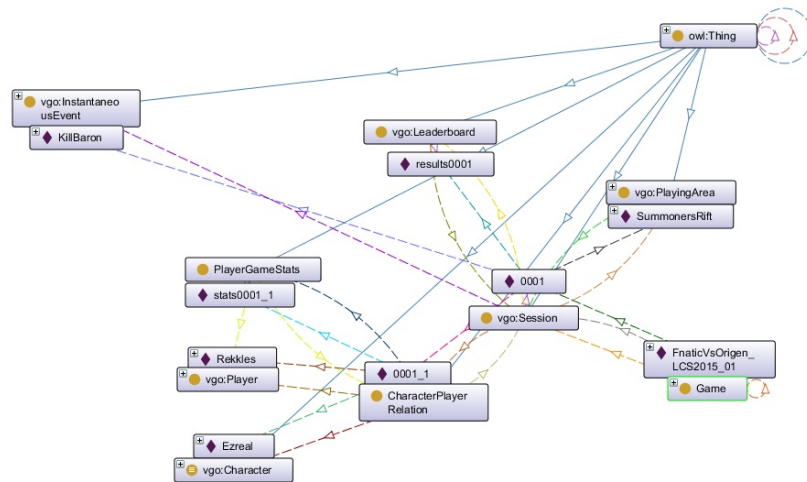 owl:Thing
vgo:Instantaneo
usEvent
KillBaron
vgo:Leaderboard
results0001
vgo:PlayingArea
SummonersRift
PlayerGameStats
stats0001_1
0001
vgo:Session
Rekkles
vgo:Player
0001_1
CharacterPlayer
Relation
FnaticVsOrigen_
LCS2015_01
Game
Ezreal
vgo:Character